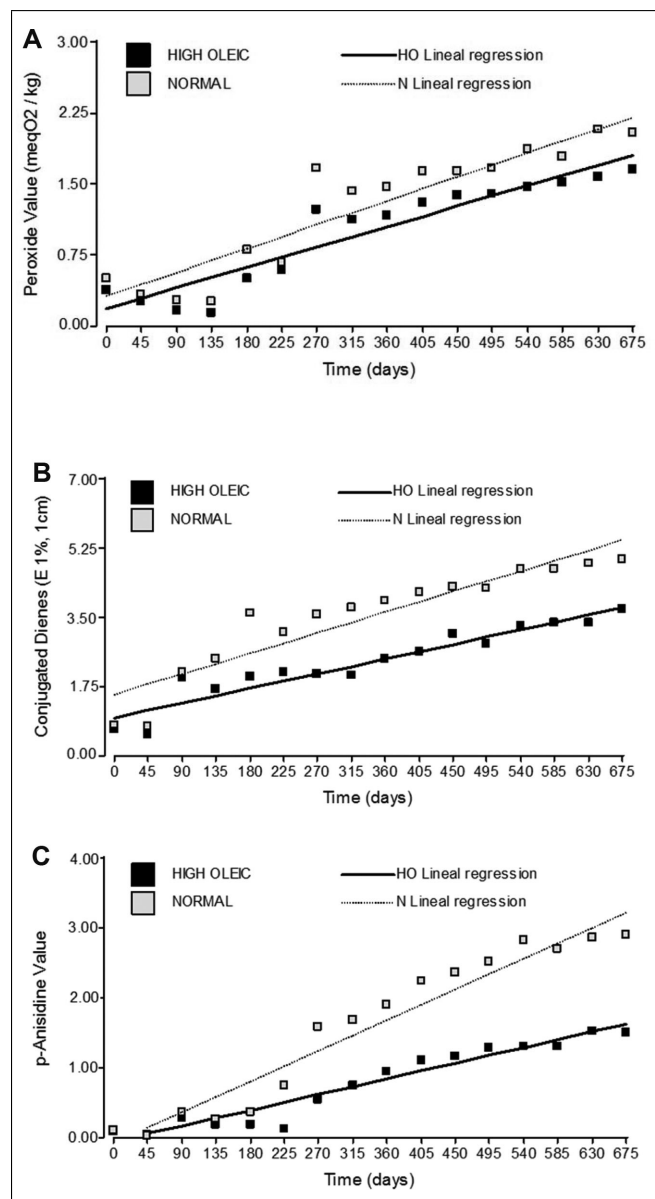 A
HIGH OLEIC
HO Lineal regression
NORMAL
N Lineal regression
Peroxide Value (meqO2 / kg)
3.00
2.25
1.50
0.75
0.00
0 45 90 135 180 225 270 315 360 405 450 495 540 585 630 675
Time (days)
B
HIGH OLEIC
HO Lineal regression
NORMAL
N Lineal regression
Conjugated Dienes (E 1%, 1cm)
7.00
5.25
3.50
1.75
0.00
0 45 90 135 180 225 270 315 360 405 450 495 540 585 630 675
Time (days)
C
HIGH OLEIC
HO Lineal regression
NORMAL
N Lineal regression
p-Anisidine Value
4.00
3.00
2.00
1.00
0.00
0 45 90 135 180 225 270 315 360 405 450 495 540 585 630 675
Time (days)